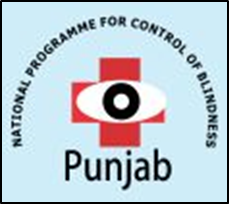 NATIONAL PROGRAMME FOR CONTROL OF BLINDNESS
Punjab